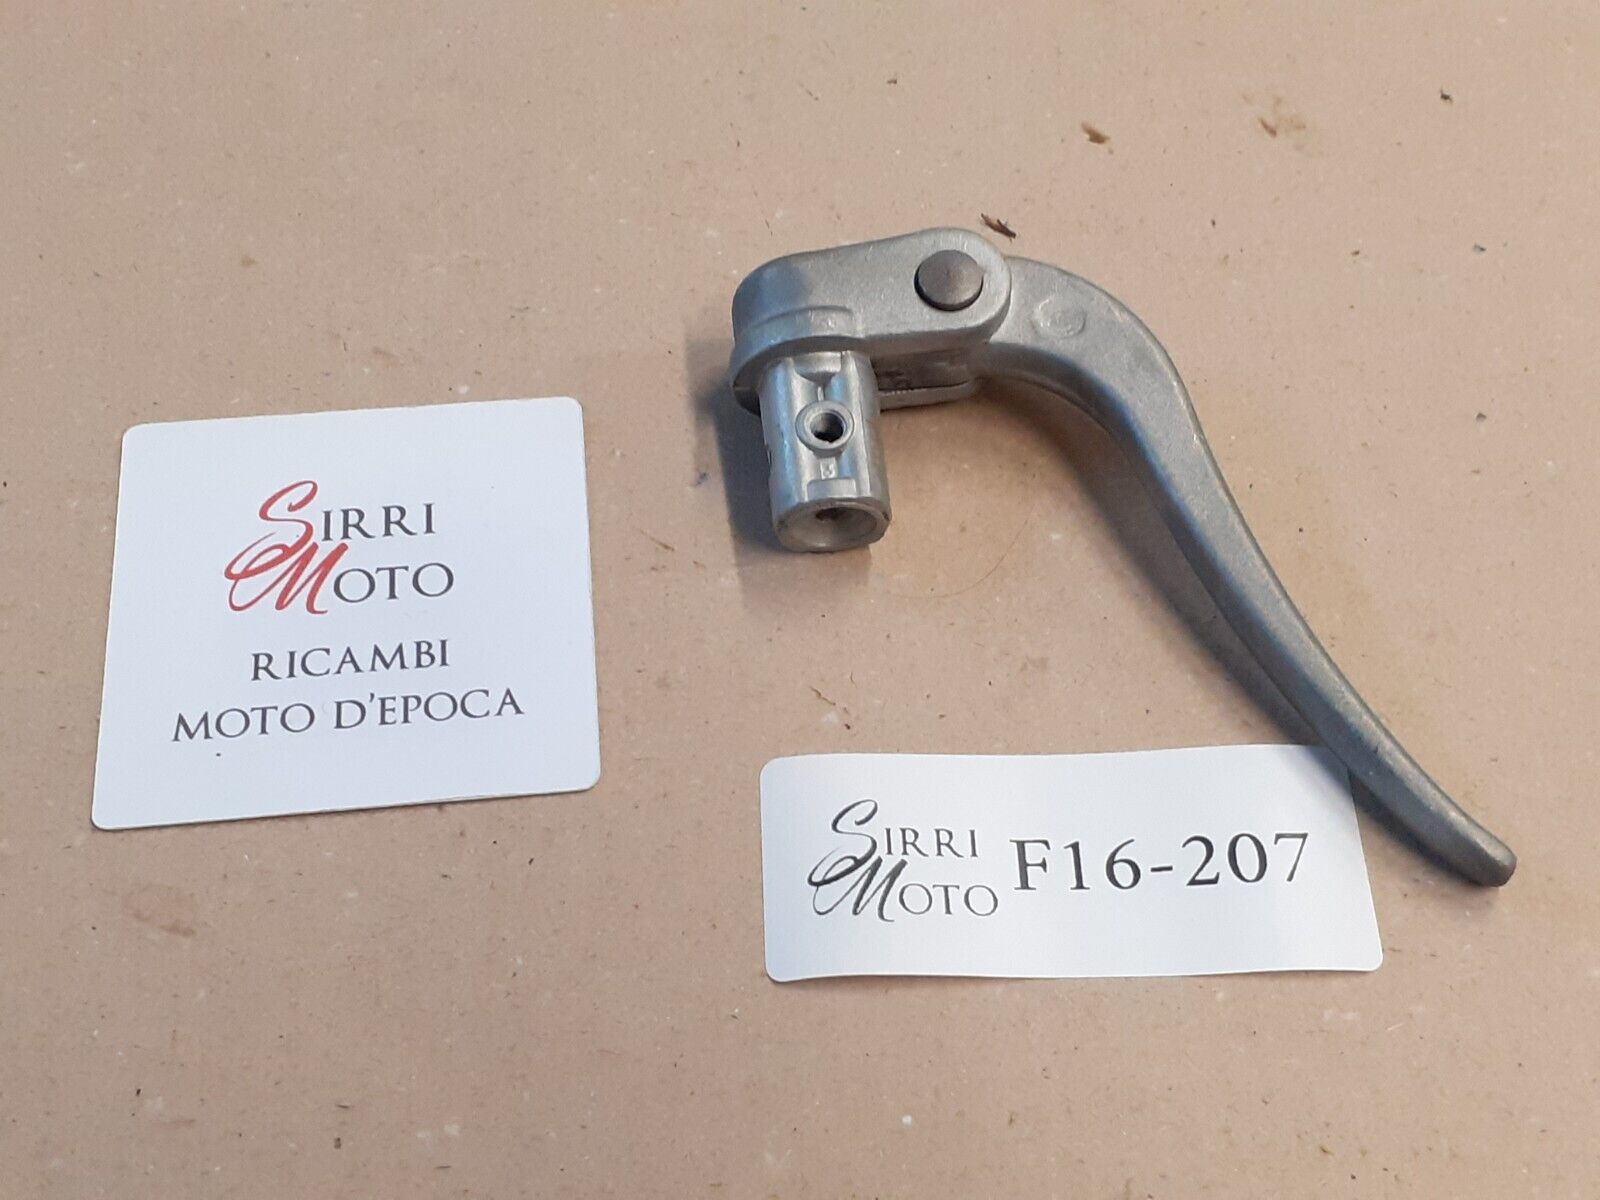 SIRRI
MOTO
RICAMBI
MOTO D'EPOCA
SIRRI
MOTO
F16-207